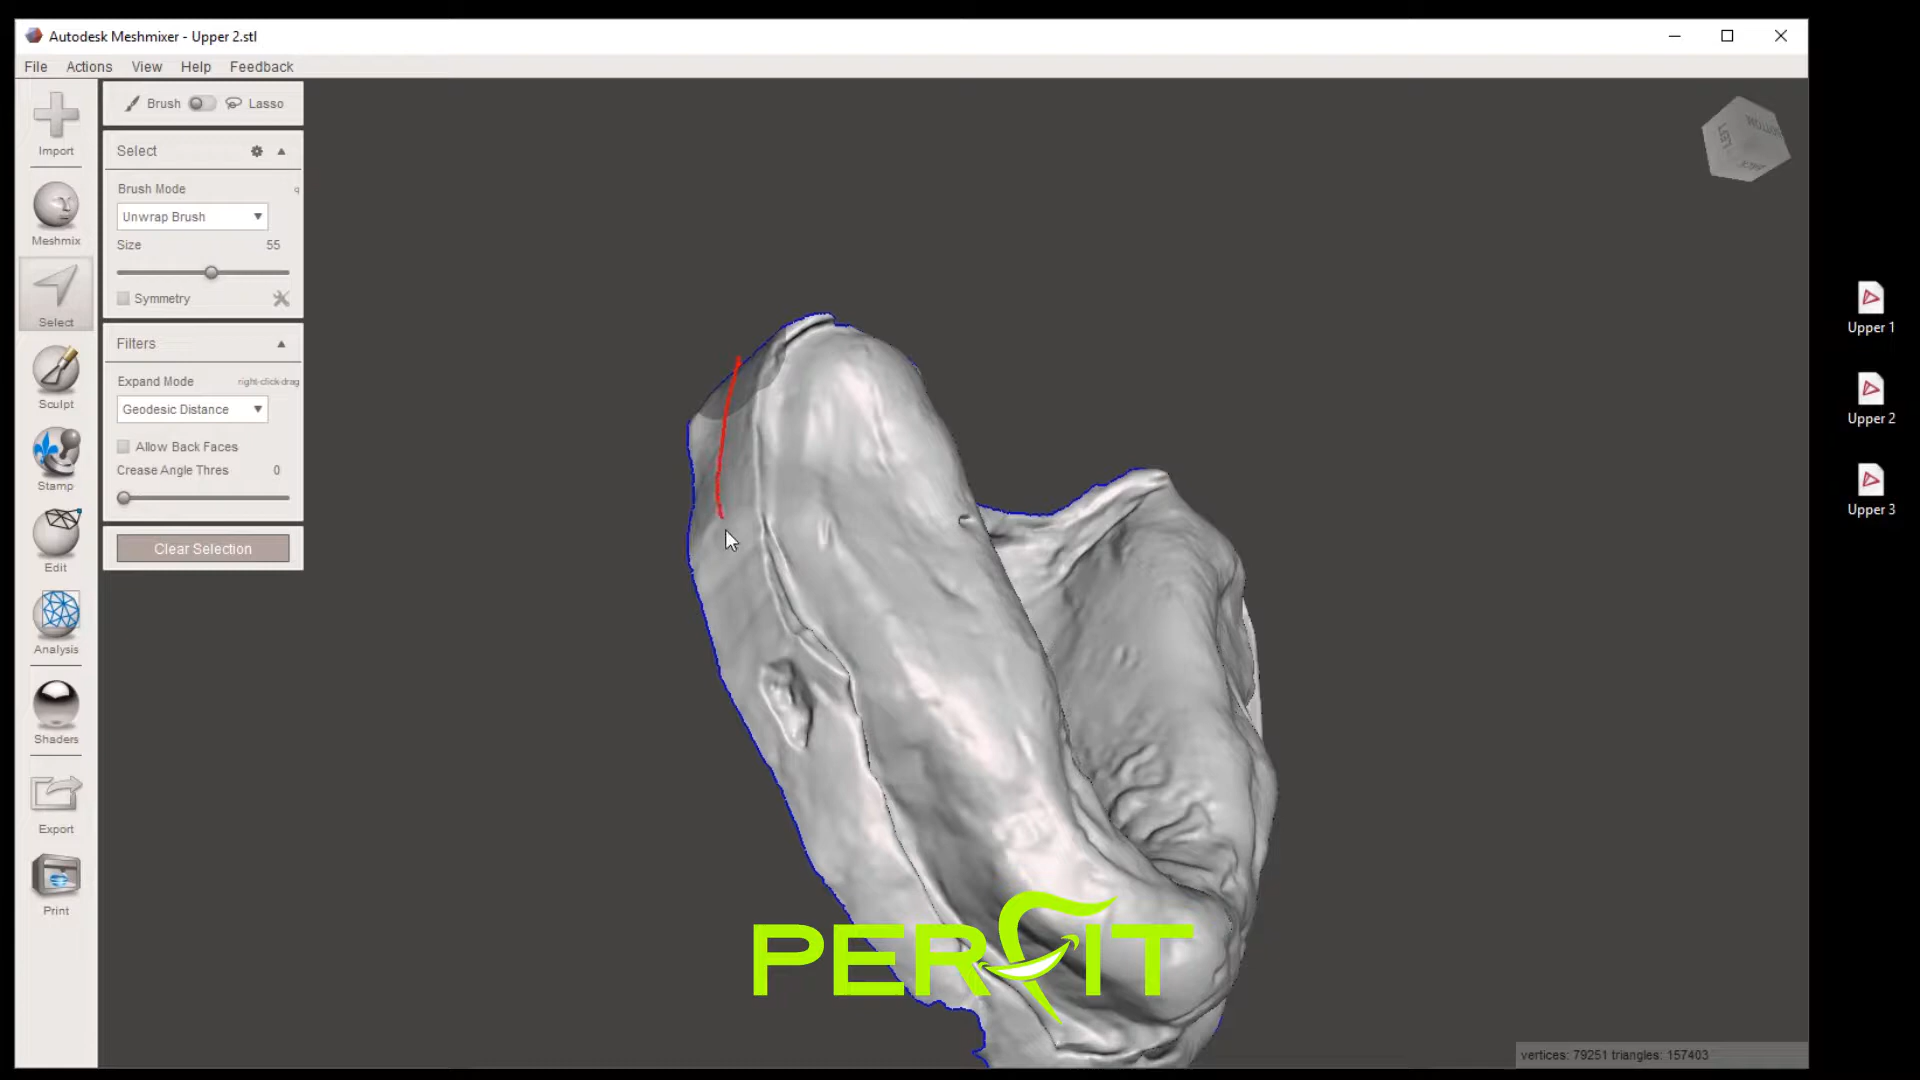 Autodesk Meshmixer - Upper 2.stl
File Actions View Help Feedback
Brush Lasso
Import
Select
Brush Mode q
Unwrap Brush
Size 55
Symmetry
Meshmix
Select
Filters
Expand Mode right-click-drag
Geodesic Distance
Allow Back Faces
Crease Angle Thres 0
Clear Selection
Sculpt
Stamp
Edit
Analysis
Shaders
Export
Print
LEFT
BOTTOM
BACK
Upper 1
Upper 2
Upper 3
PERFIT
vertices: 79251 triangles: 157403